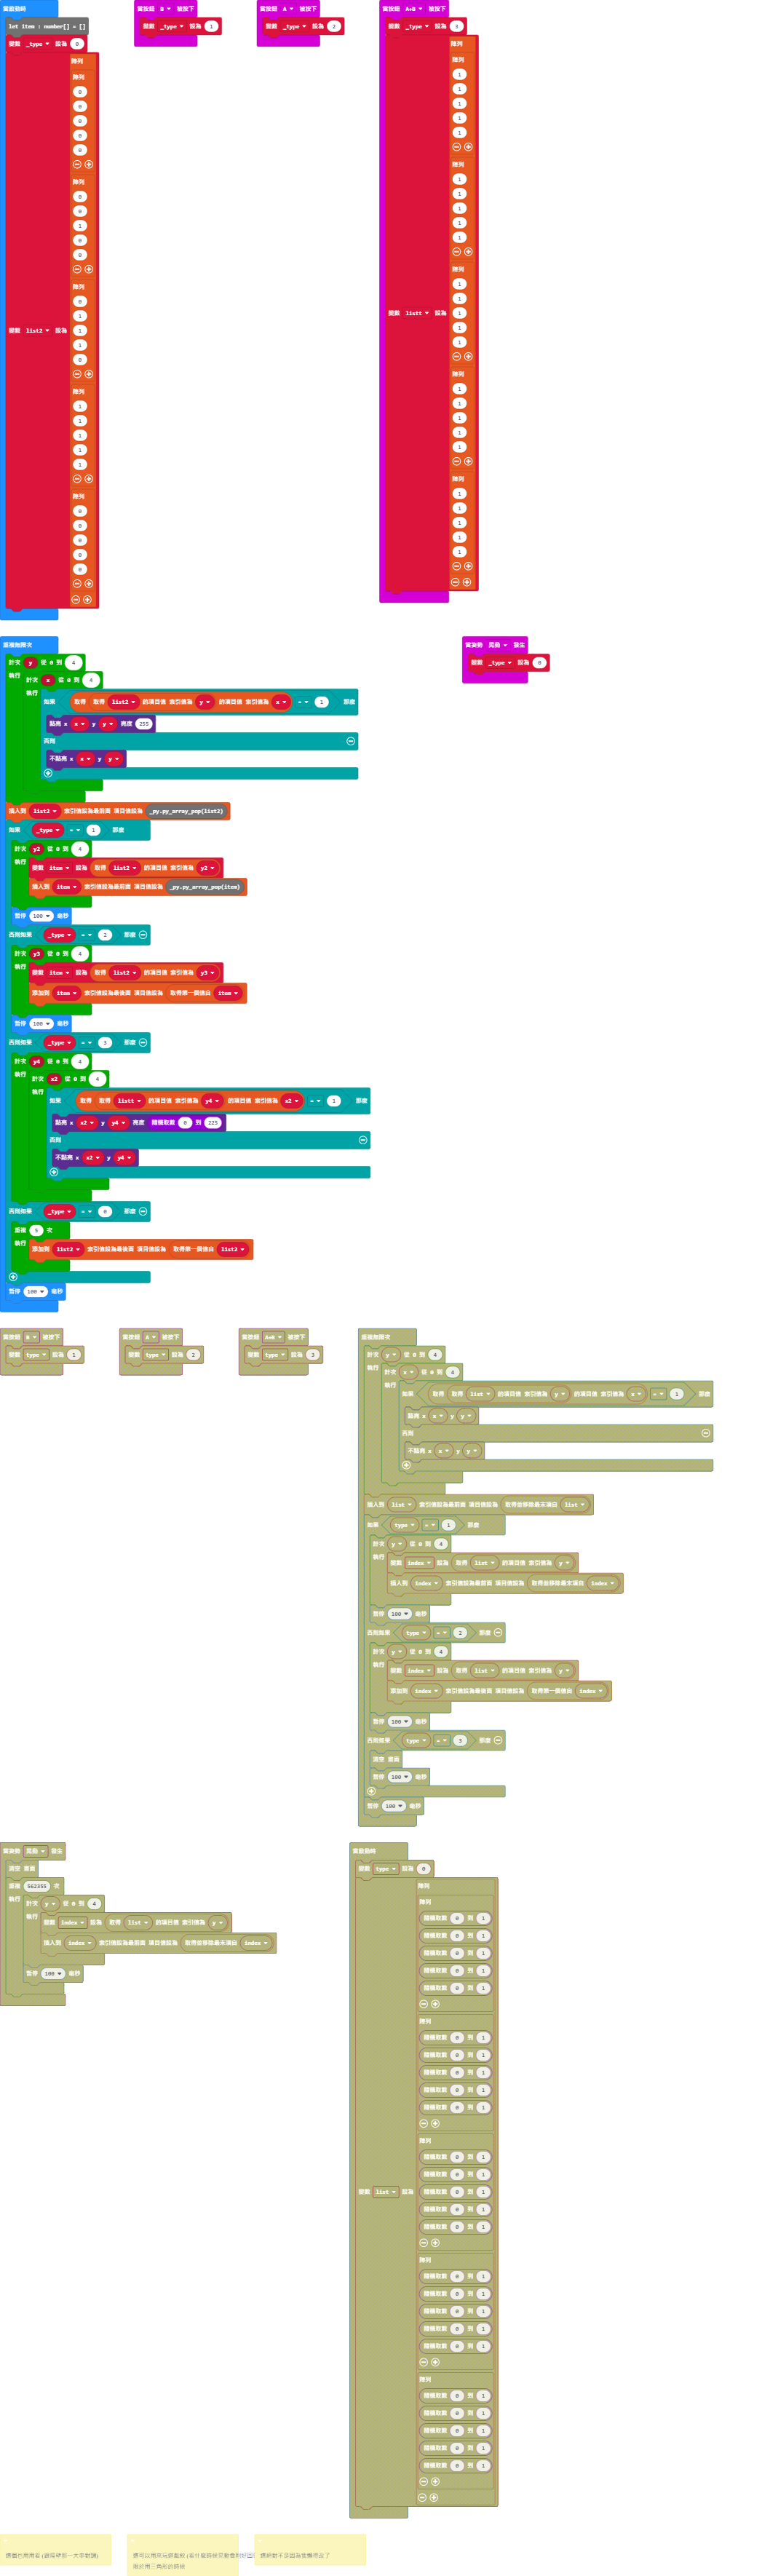 當啟動時
let item : number[] = []
變數 _type 設為 0
變數 list2 設為
陣列
陣列
0
0
0
0
0
陣列
0
0
1
0
0
陣列
0
1
1
1
0
陣列
1
1
1
1
1
陣列
0
0
0
0
0
當按鈕 B 被按下
變數 _type 設為 1
當按鈕 A 被按下
變數 _type 設為 2
當按鈕 A+B 被按下
變數 _type 設為 3
變數 listt 設為
陣列
陣列
1
1
1
1
1
陣列
1
1
1
1
1
陣列
1
1
1
1
1
陣列
1
1
1
1
1
陣列
1
1
1
1
1
重複無限次
計次 y 從 0 到 4
執行
計次 x 從 0 到 4
執行
如果 取得 取得 list2 的項目值 索引值為 y 的項目值 索引值為 x = 1 那麼
點亮 x x y y 亮度 255
否則
不點亮 x x y y
插入到 list2 索引值設為最前面 項目值設為 _py.py_array_pop(list2)
如果 _type = 1 那麼
計次 y2 從 0 到 4
執行
變數 item 設為 取得 list2 的項目值 索引值為 y2
插入到 item 索引值設為最前面 項目值設為 _py.py_array_pop(item)
暫停 100 毫秒
否則如果 _type = 2 那麼
計次 y3 從 0 到 4
執行
變數 item 設為 取得 list2 的項目值 索引值為 y3
添加到 item 索引值設為最後面 項目值設為 取得第一個值自 item
暫停 100 毫秒
否則如果 _type = 3 那麼
計次 y4 從 0 到 4
執行
計次 x2 從 0 到 4
執行
如果 取得 取得 listt 的項目值 索引值為 y4 的項目值 索引值為 x2 = 1 那麼
點亮 x x2 y y4 亮度 隨機取數 0 到 225
否則
不點亮 x x2 y y4
否則如果 _type = 0 那麼
重複 5 次
執行
添加到 list2 索引值設為最後面 項目值設為 取得第一個值自 list2
暫停 100 毫秒
當姿勢 晃動 發生
變數 _type 設為 0
當按鈕 B 被按下
變數 type 設為 1
當按鈕 A 被按下
變數 type 設為 2
當按鈕 A+B 被按下
變數 type 設為 3
重複無限次
計次 y 從 0 到 4
執行
計次 x 從 0 到 4
執行
如果 取得 取得 list 的項目值 索引值為 y 的項目值 索引值為 x = 1 那麼
點亮 x x y y
否則
不點亮 x x y y
插入到 list 索引值設為最前面 項目值設為 取得並移除最末項自 list
如果 type = 1 那麼
計次 y 從 0 到 4
執行
變數 index 設為 取得 list 的項目值 索引值為 y
插入到 index 索引值設為最前面 項目值設為 取得並移除最末項自 index
暫停 100 毫秒
否則如果 type = 2 那麼
計次 y 從 0 到 4
執行
變數 index 設為 取得 list 的項目值 索引值為 y
添加到 index 索引值設為最後面 項目值設為 取得第一個值自 index
暫停 100 毫秒
否則如果 type = 3 那麼
清空 畫面
暫停 100 毫秒
暫停 100 毫秒
當姿勢 晃動 發生
清空 畫面
重複 562355 次
執行
計次 y 從 0 到 4
執行
變數 index 設為 取得 list 的項目值 索引值為 y
插入到 index 索引值設為最前面 項目值設為 取得並移除最末項自 index
暫停 100 毫秒
當啟動時
變數 type 設為 0
變數 list 設為
陣列
陣列
隨機取數 0 到 1
隨機取數 0 到 1
隨機取數 0 到 1
隨機取數 0 到 1
隨機取數 0 到 1
陣列
隨機取數 0 到 1
隨機取數 0 到 1
隨機取數 0 到 1
隨機取數 0 到 1
隨機取數 0 到 1
陣列
隨機取數 0 到 1
隨機取數 0 到 1
隨機取數 0 到 1
隨機取數 0 到 1
隨機取數 0 到 1
陣列
隨機取數 0 到 1
隨機取數 0 到 1
隨機取數 0 到 1
隨機取數 0 到 1
隨機取數 0 到 1
陣列
隨機取數 0 到 1
隨機取數 0 到 1
隨機取數 0 到 1
隨機取數 0 到 1
隨機取數 0 到 1